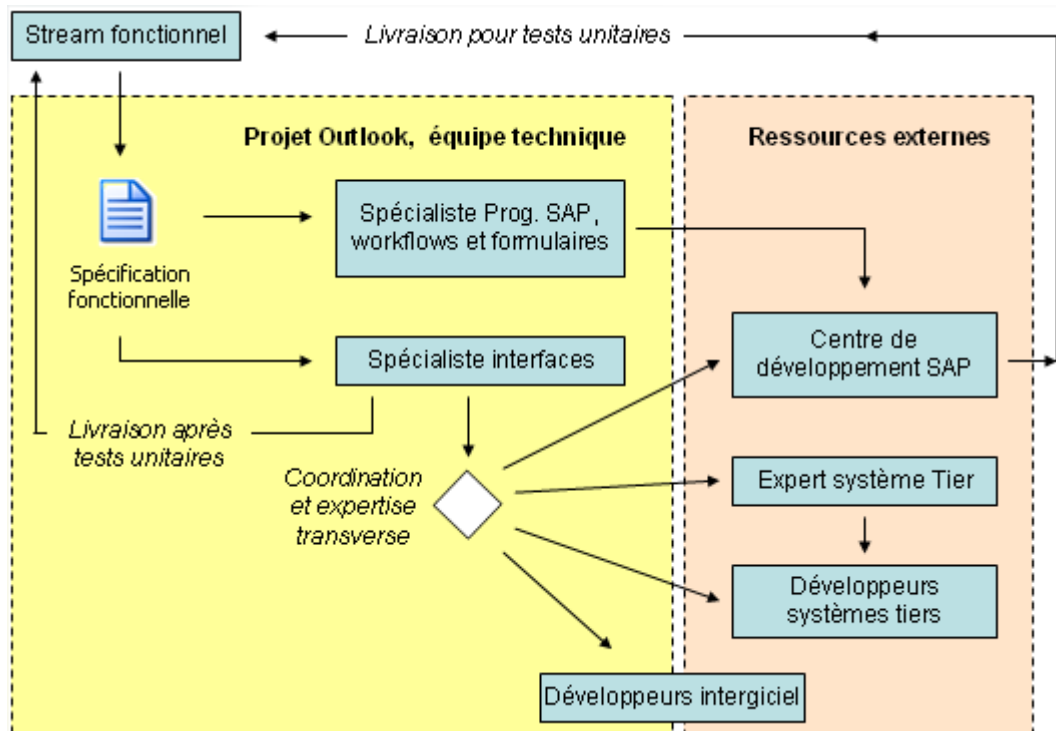 Stream fonctionnel
Livraison pour tests unitaires
Projet Outlook, équipe technique
Ressources externes
Spécialiste Prog. SAP,
workflows et formulaires
Spécification
fonctionnelle
Centre de
développement SAP
Spécialiste interfaces
Livraison après
tests unitaires
Coordination
et expertise
transverse
Expert système Tier
Développeurs
systèmes tiers
Développeurs intergiciel